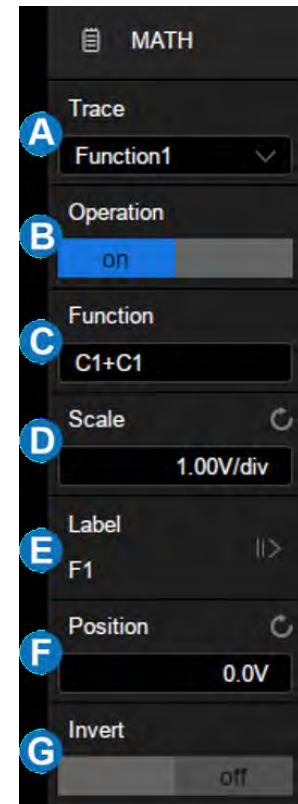 MATH
Trace
A
Function1
Operation
B
on
Function
C
C1+C1
Scale
D
1.00V/div
Label
E
F1
Position
F
0.0V
Invert
G
off